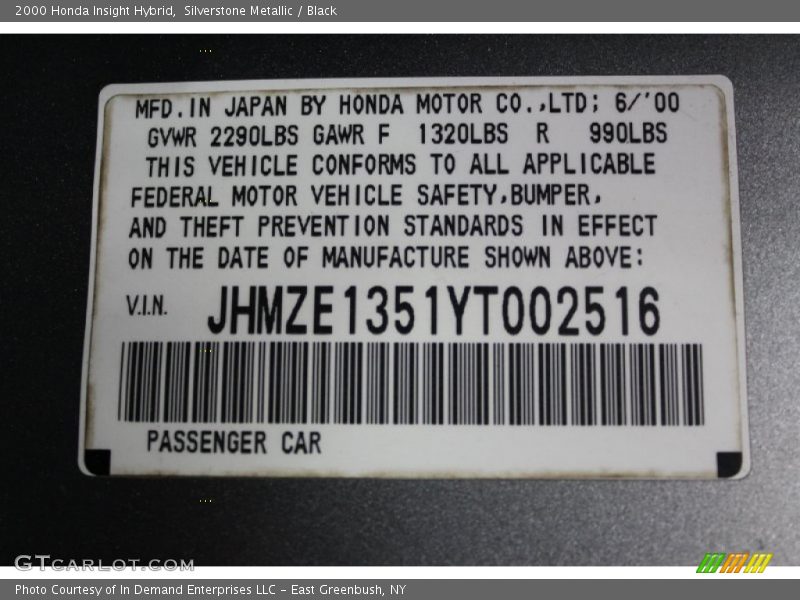 2000 Honda Insight Hybrid,  Silverstone Metallic / Black
MFD.IN JAPAN BY HONDA MOTOR CO.,LTD; 6/'00
GVWR 2290LBS GAWR F  1320LBS  R  990LBS
THIS VEHICLE CONFORMS TO ALL APPLICABLE
FEDERAL MOTOR VEHICLE SAFETY,BUMPER,
AND THEFT PREVENTION STANDARDS IN EFFECT
ON THE DATE OF MANUFACTURE SHOWN ABOVE:
V.I.N. JHMZE1351YT002516
PASSENGER CAR
GTCARLOT.COM
Photo Courtesy of In Demand Enterprises LLC - East Greenbush, NY